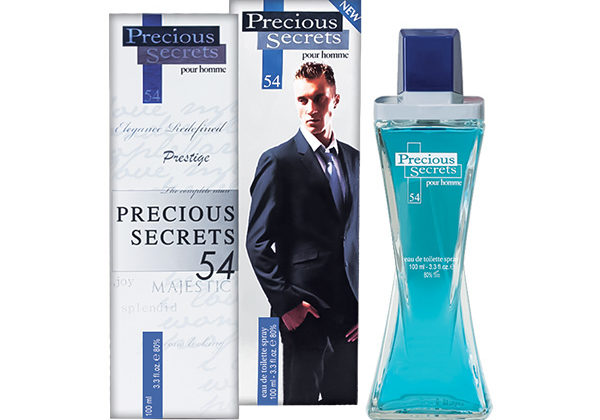 Precious
Secrets
pour homme
54
Elegance Redefined
Prestige
The complete man
PRECIOUS
SECRETS
54
joy
MAJESTIC
splendid
100 ml
3.3 fl. oz. ℮ 80%
NEW
Precious
Secrets
pour homme
54
eau de toilette spray
100 ml - 3.3 fl. oz. ℮ 80%
Precious
Secrets
pour homme
54
eau de toilette spray
100 ml - 3.3 fl. oz. ℮